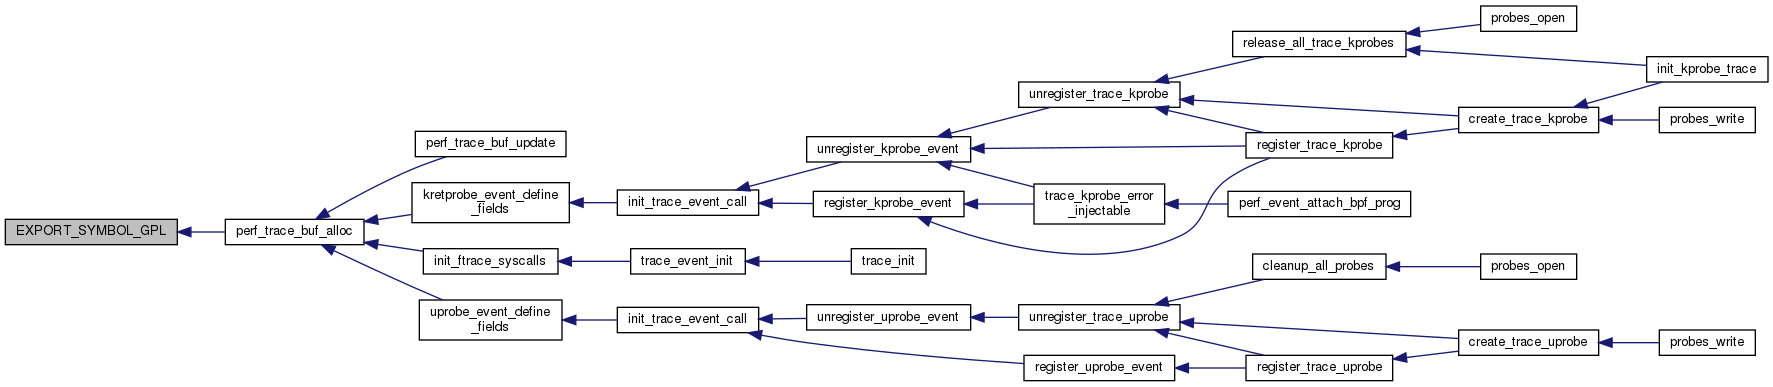 probes_open
release_all_trace_kprobes
init_kprobe_trace
unregister_trace_kprobe
create_trace_kprobe
probes_write
perf_trace_buf_update
unregister_kprobe_event
register_trace_kprobe
kretprobe_event_define
_fields
init_trace_event_call
register_kprobe_event
trace_kprobe_error
_injectable
perf_event_attach_bpf_prog
EXPORT_SYMBOL_GPL
perf_trace_buf_alloc
init_ftrace_syscalls
trace_event_init
trace_init
cleanup_all_probes
probes_open
uprobe_event_define
_fields
init_trace_event_call
unregister_uprobe_event
unregister_trace_uprobe
create_trace_uprobe
probes_write
register_uprobe_event
register_trace_uprobe